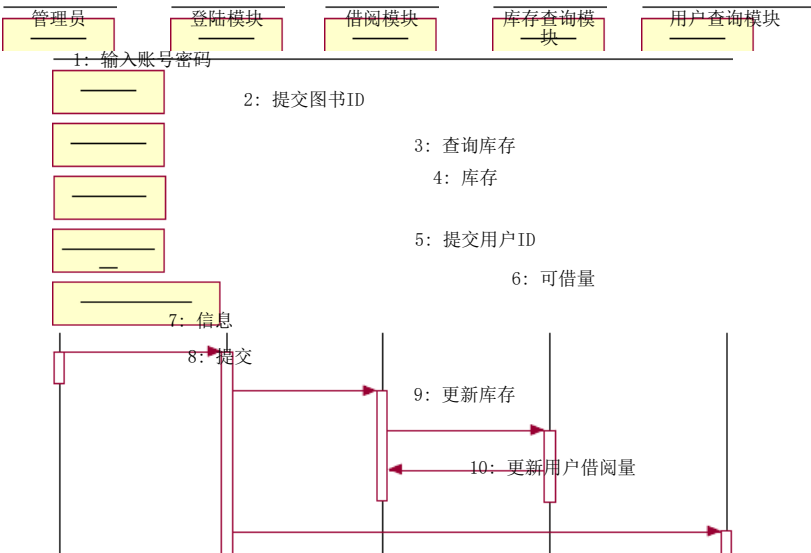 管理员
登陆模块
借阅模块
库存查询模
块
用户查询模块
1: 输入账号密码
2: 提交图书ID
3: 查询库存
4: 库存
5: 提交用户ID
6: 可借量
7: 信息
8: 提交
9: 更新库存
10: 更新用户借阅量